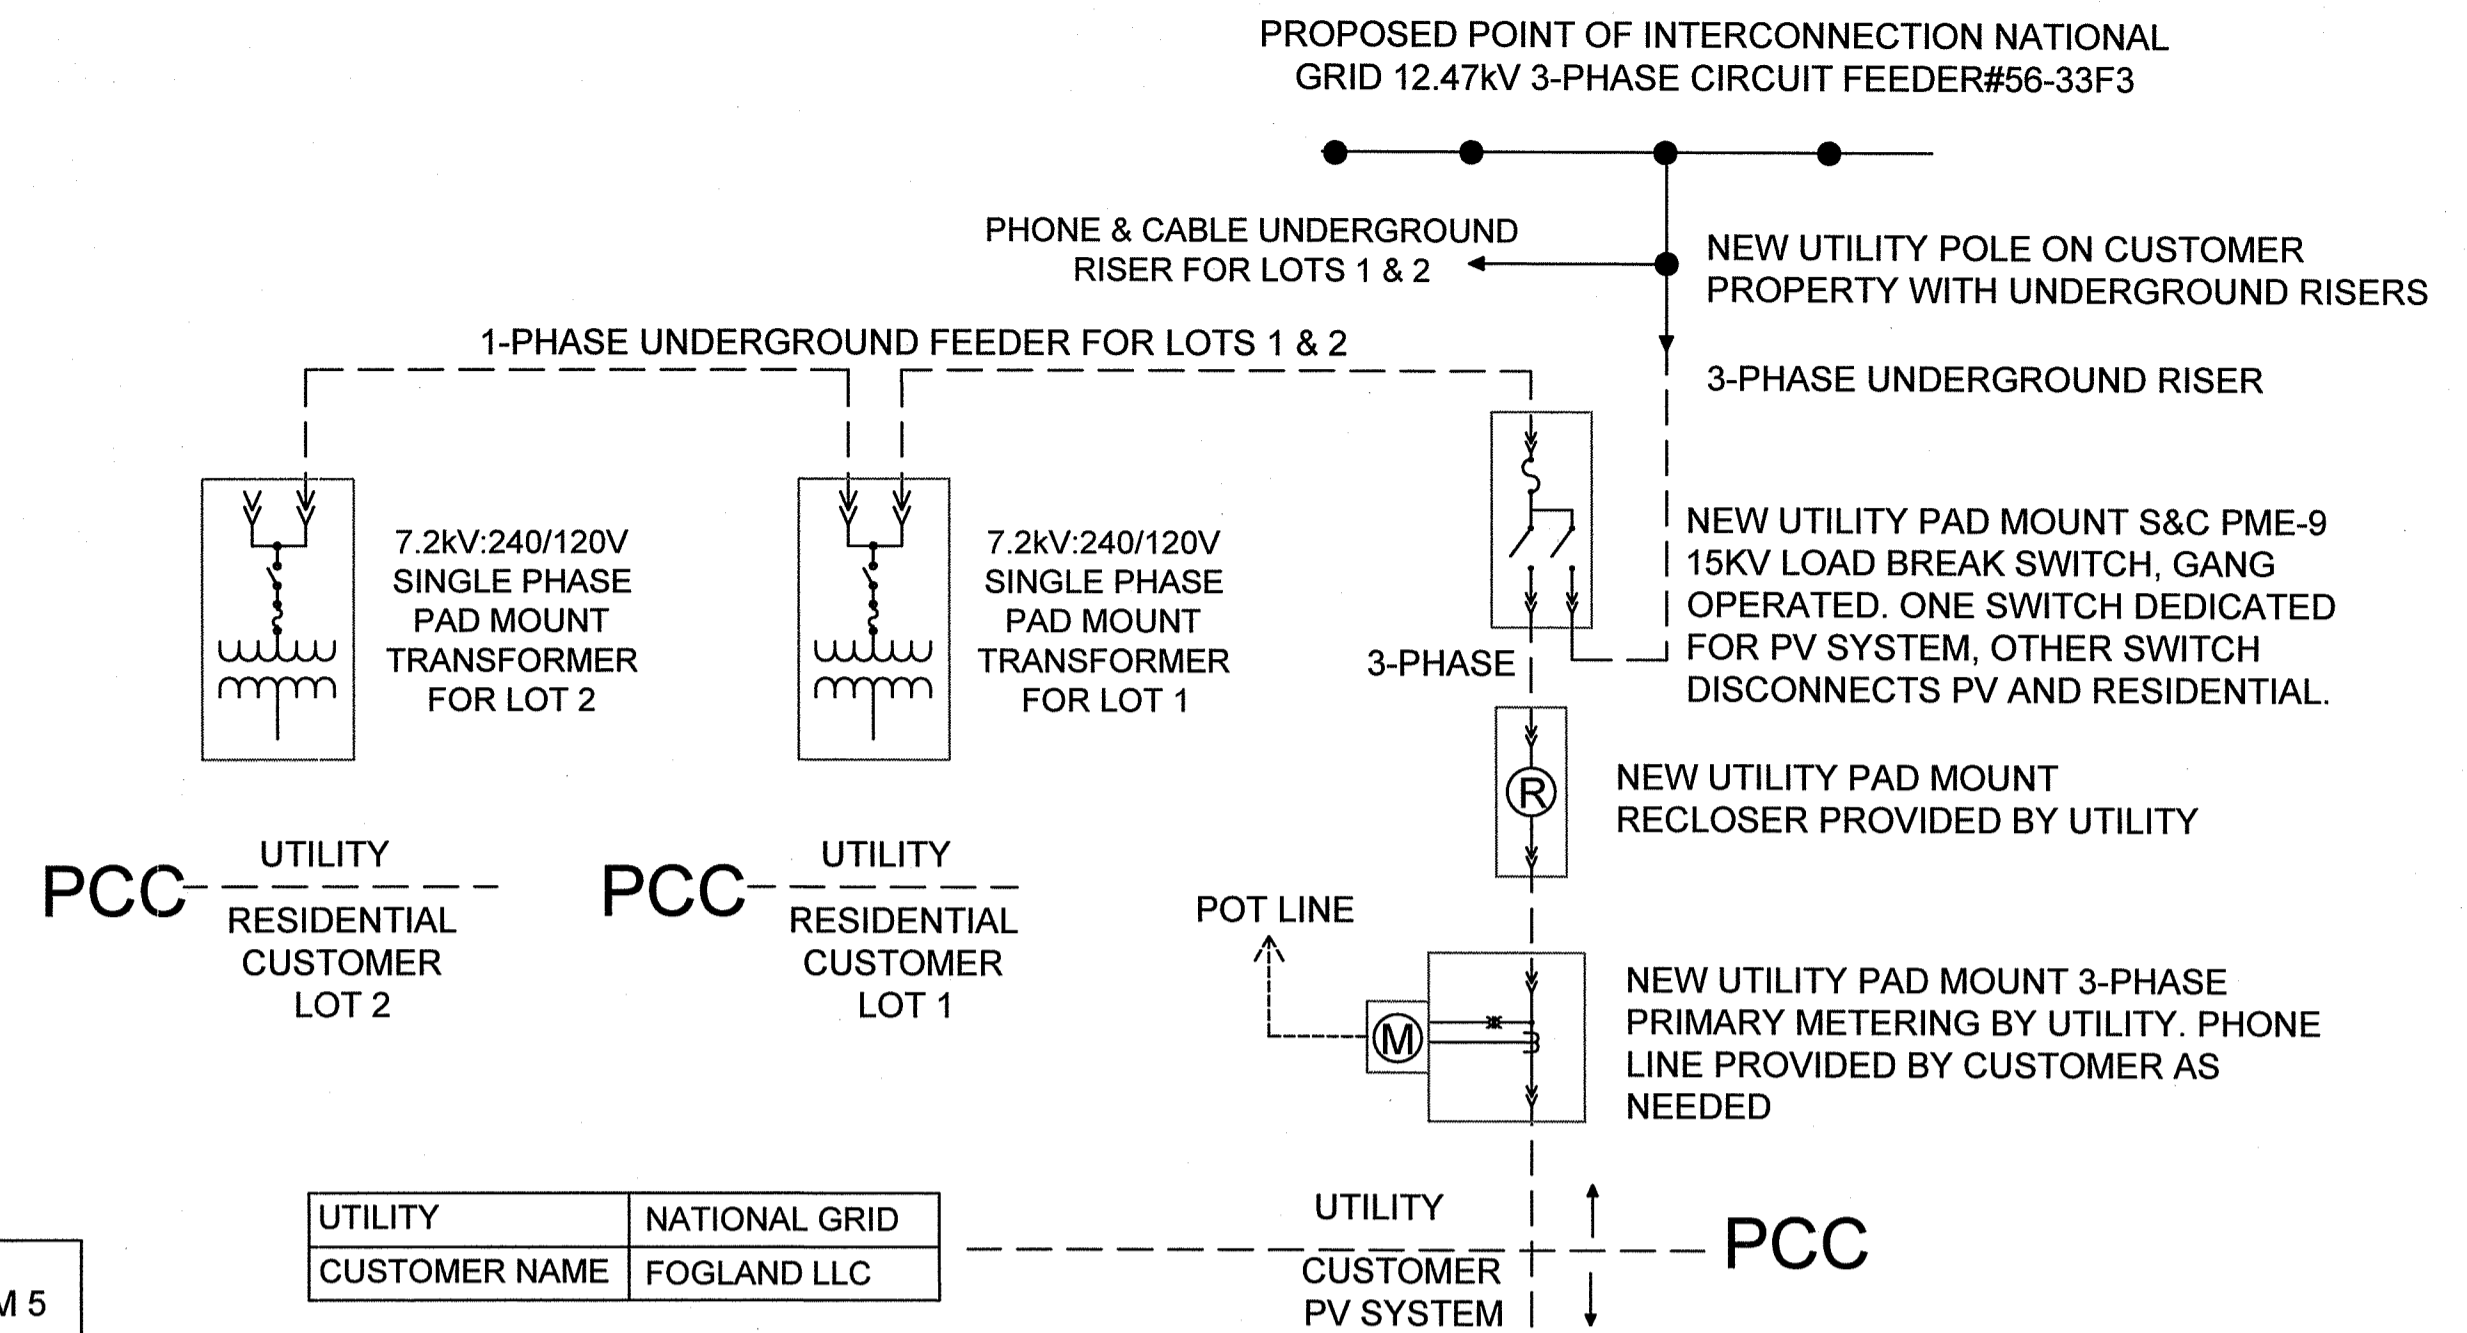 PROPOSED POINT OF INTERCONNECTION NATIONAL
GRID 12.47kV 3-PHASE CIRCUIT FEEDER#56-33F3
PHONE & CABLE UNDERGROUND
RISER FOR LOTS 1 & 2
NEW UTILITY POLE ON CUSTOMER
PROPERTY WITH UNDERGROUND RISERS
1-PHASE UNDERGROUND FEEDER FOR LOTS 1 & 2
3-PHASE UNDERGROUND RISER
7.2kV:240/120V
SINGLE PHASE
PAD MOUNT
TRANSFORMER
FOR LOT 2
7.2kV:240/120V
SINGLE PHASE
PAD MOUNT
TRANSFORMER
FOR LOT 1
NEW UTILITY PAD MOUNT S&C PME-9
15KV LOAD BREAK SWITCH, GANG
OPERATED. ONE SWITCH DEDICATED
FOR PV SYSTEM, OTHER SWITCH
DISCONNECTS PV AND RESIDENTIAL.
3-PHASE
R
NEW UTILITY PAD MOUNT
RECLOSER PROVIDED BY UTILITY
PCC
UTILITY
RESIDENTIAL
CUSTOMER
LOT 2
PCC
UTILITY
RESIDENTIAL
CUSTOMER
LOT 1
POT LINE
M
NEW UTILITY PAD MOUNT 3-PHASE
PRIMARY METERING BY UTILITY. PHONE
LINE PROVIDED BY CUSTOMER AS
NEEDED
UTILITY NATIONAL GRID
CUSTOMER NAME FOGLAND LLC
UTILITY
PCC
CUSTOMER
PV SYSTEM
M 5